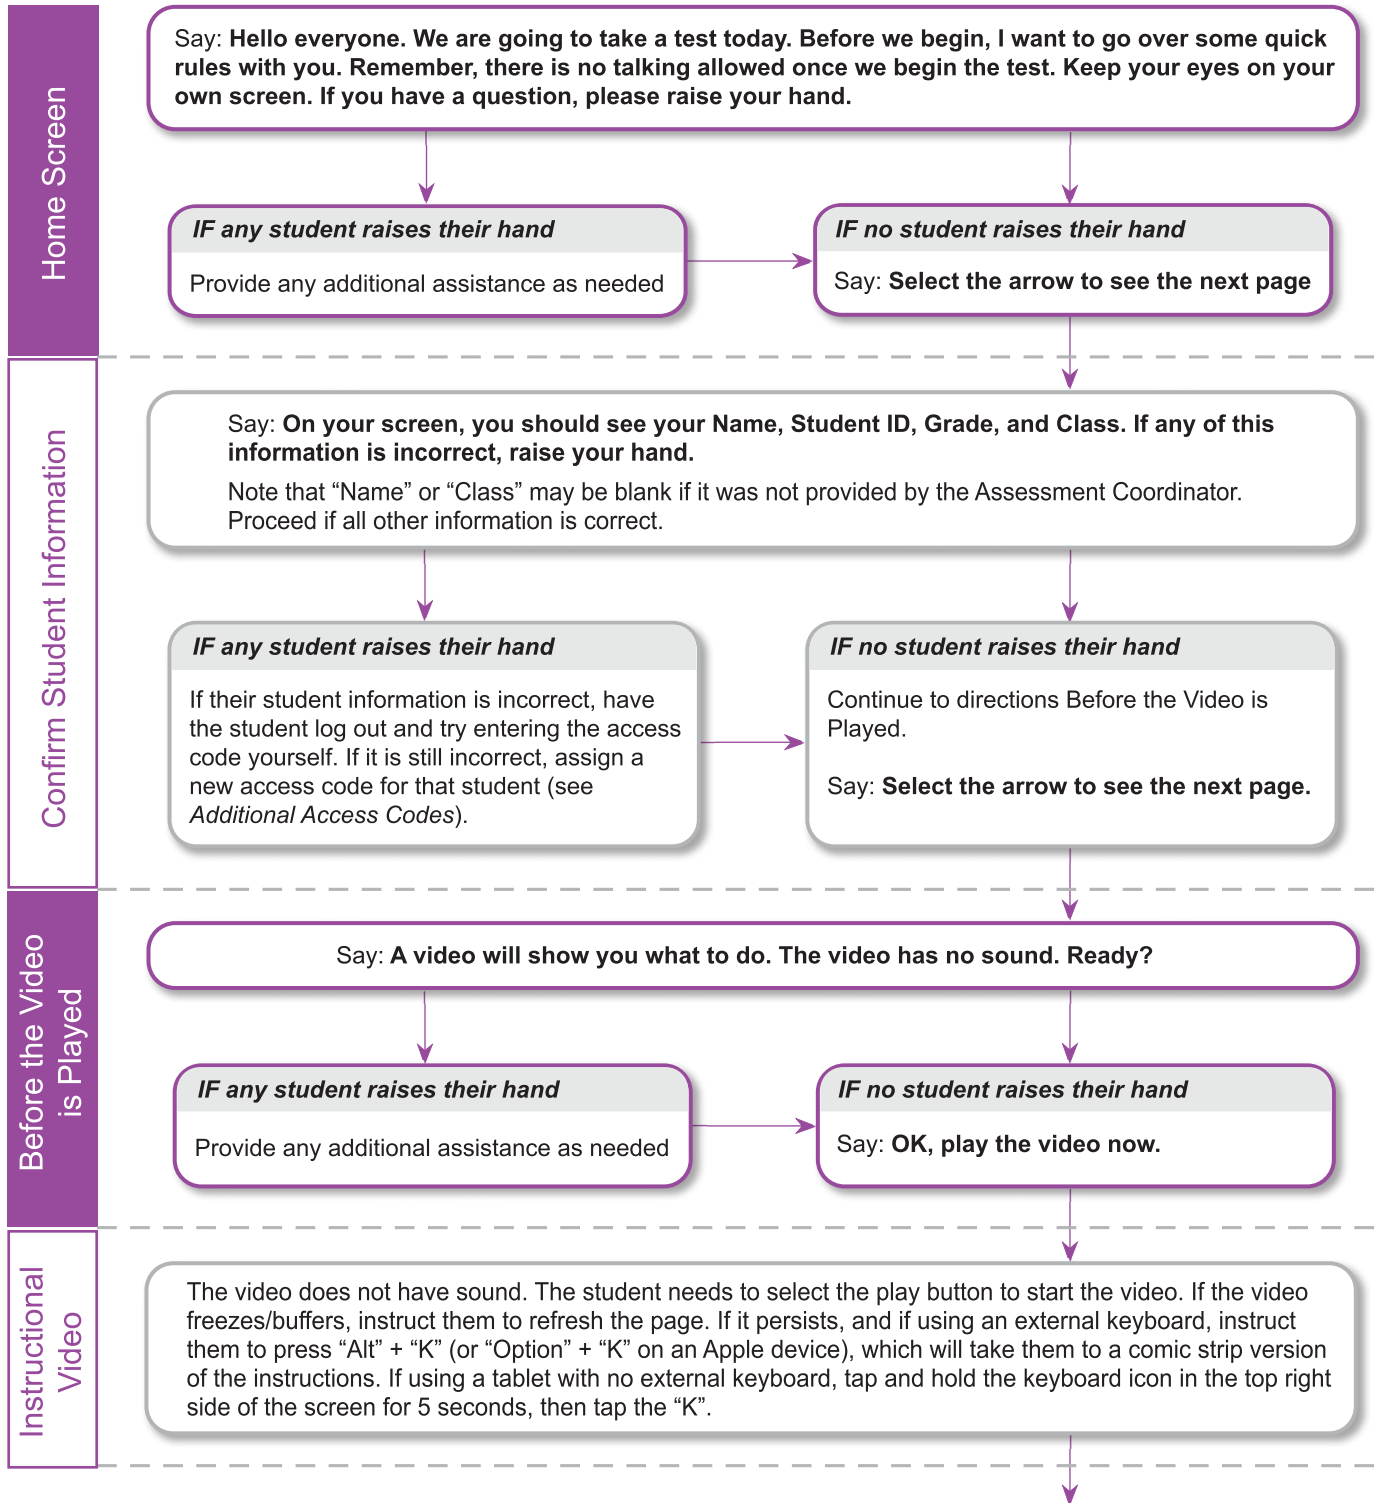 Home Screen
Say: Hello everyone. We are going to take a test today. Before we begin, I want to go over some quick
rules with you. Remember, there is no talking allowed once we begin the test. Keep your eyes on your
own screen. If you have a question, please raise your hand.
IF any student raises their hand
Provide any additional assistance as needed
IF no student raises their hand
Say: Select the arrow to see the next page
Confirm Student Information
Say: On your screen, you should see your Name, Student ID, Grade, and Class. If any of this
information is incorrect, raise your hand.
Note that “Name” or “Class” may be blank if it was not provided by the Assessment Coordinator.
Proceed if all other information is correct.
IF any student raises their hand
If their student information is incorrect, have
the student log out and try entering the access
code yourself. If it is still incorrect, assign a
new access code for that student (see
Additional Access Codes).
IF no student raises their hand
Continue to directions Before the Video is
Played.
Say: Select the arrow to see the next page.
Before the Video
is Played
Say: A video will show you what to do. The video has no sound. Ready?
IF any student raises their hand
Provide any additional assistance as needed
IF no student raises their hand
Say: OK, play the video now.
Instructional
Video
The video does not have sound. The student needs to select the play button to start the video. If the video
freezes/buffers, instruct them to refresh the page. If it persists, and if using an external keyboard, instruct
them to press “Alt” + “K” (or “Option” + “K” on an Apple device), which will take them to a comic strip version
of the instructions. If using a tablet with no external keyboard, tap and hold the keyboard icon in the top right
side of the screen for 5 seconds, then tap the “K”.